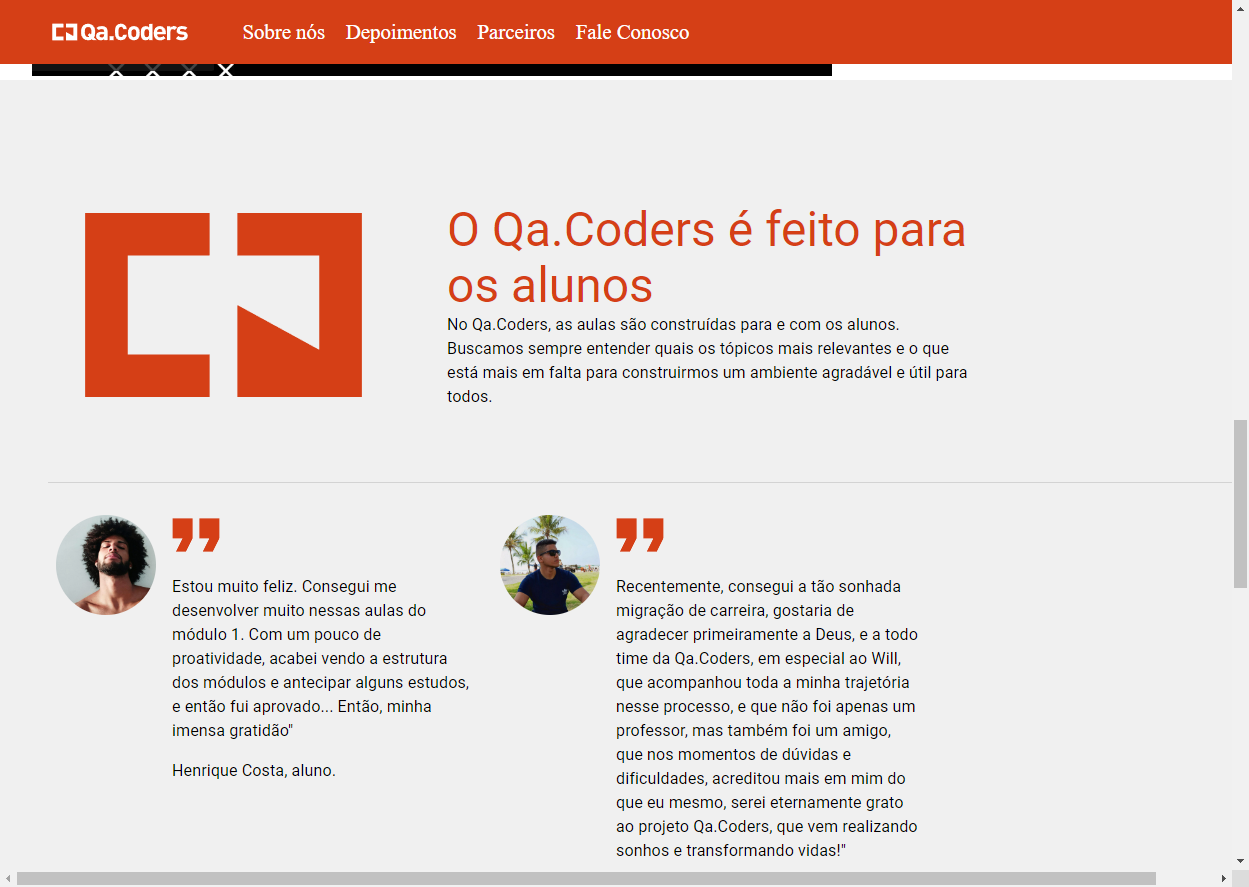 Qa.Coders
Sobre nós
Depoimentos
Parceiros
Fale Conosco
O Qa.Coders é feito para
os alunos
No Qa.Coders, as aulas são construídas para e com os alunos.
Buscamos sempre entender quais os tópicos mais relevantes e o que
está mais em falta para construirmos um ambiente agradável e útil para
todos.
Estou muito feliz. Consegui me
desenvolver muito nessas aulas do
módulo 1. Com um pouco de
proatividade, acabei vendo a estrutura
dos módulos e antecipar alguns estudos,
e então fui aprovado... Então, minha
imensa gratidão"
Henrique Costa, aluno.
Recentemente, consegui a tão sonhada
migração de carreira, gostaria de
agradecer primeiramente a Deus, e a todo
time da Qa.Coders, em especial ao Will,
que acompanhou toda a minha trajetória
nesse processo, e que não foi apenas um
professor, mas também foi um amigo,
que nos momentos de dúvidas e
dificuldades, acreditou mais em mim do
que eu mesmo, serei eternamente grato
ao projeto Qa.Coders, que vem realizando
sonhos e transformando vidas!"